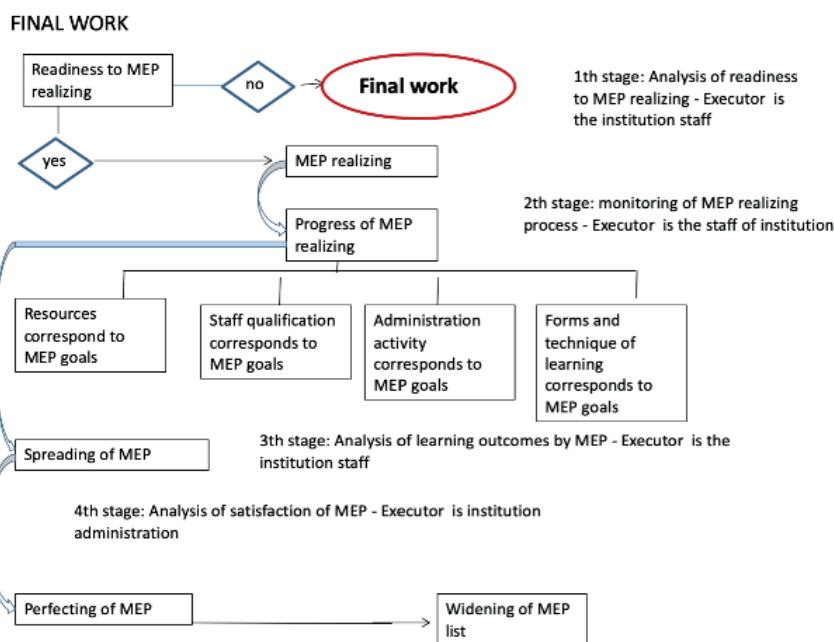 FINAL WORK
Readiness to MEP
realizing
no
Final work
1th stage: Analysis of readiness
to MEP realizing - Executor is
the institution staff
yes
MEP realizing
2th stage: monitoring of MEP realizing
process - Executor is the staff of institution
Progress of MEP
realizing
Resources
correspond to
MEP goals
Staff qualification
corresponds to
MEP goals
Administration
activity
corresponds to
MEP goals
Forms and
technique of
learning
corresponds to
MEP goals
3th stage: Analysis of learning outcomes by MEP - Executor is the
institution staff
Spreading of MEP
4th stage: Analysis of satisfaction of MEP - Executor is institution
administration
Perfecting of MEP
Widening of MEP
list